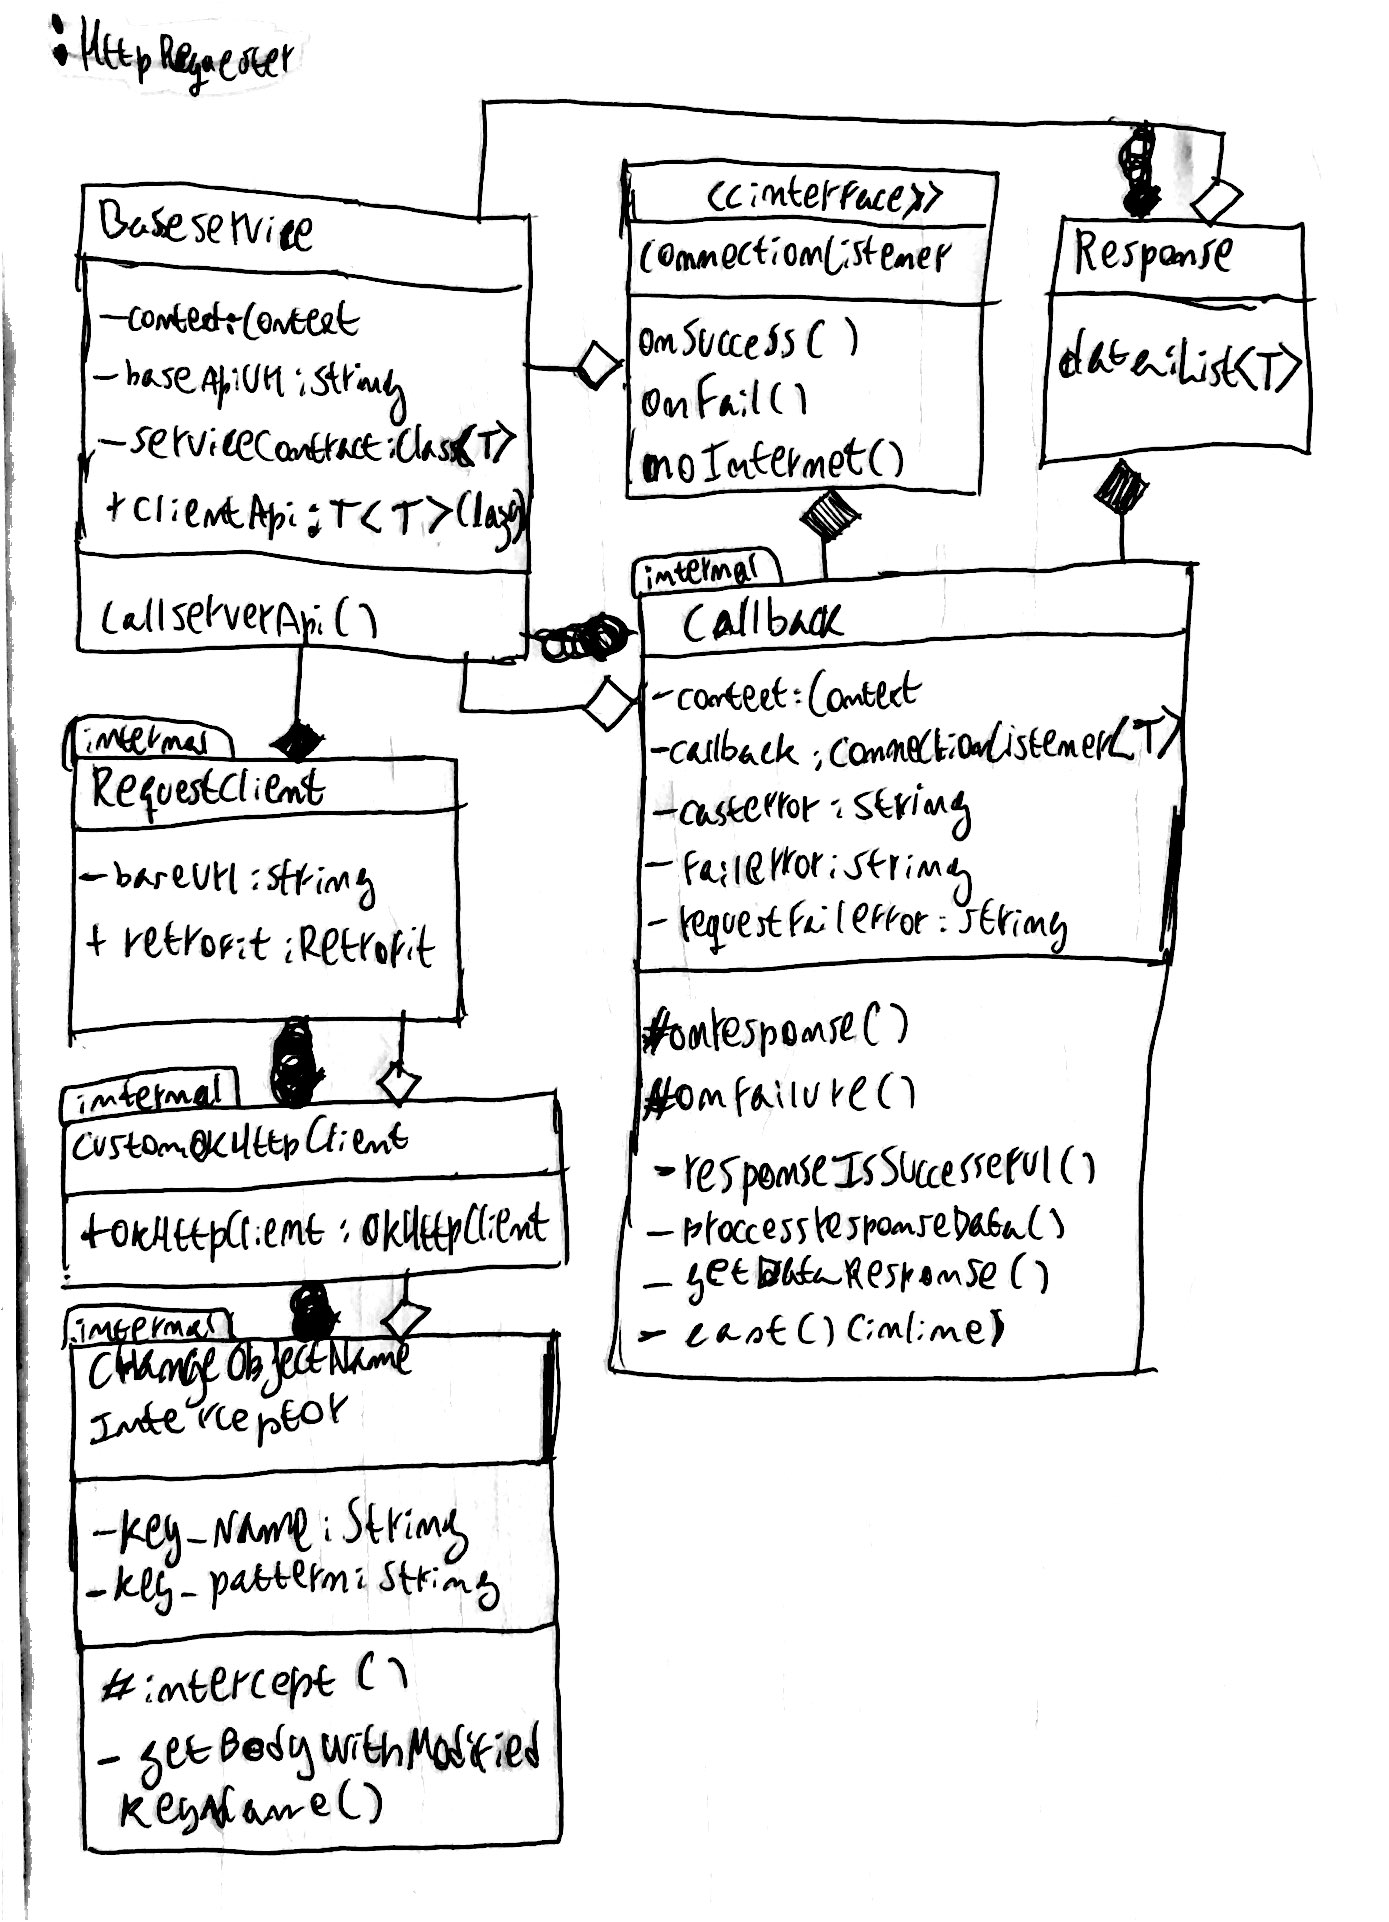 : HttpRequester
Baseservice
-context:Context
-baseApiUrl:String
-serviceContract:Class<T>
+ClientApi:T<T>(lazy)
CallserverApi()
<<interface>>
ConnectionListener
onSuccess()
onFail()
noInternet()
Response
data:List<T>
internal
Callback
-context:Context
-callback:ConnectionListener<T>
-casterror:String
-failerror:String
-requestFailerror:String
#onresponse()
#onfailure()
-responseIsSuccesseful()
-proccessresponseData()
-getDataResponse()
-cast()(inline)
internal
RequestClient
-baseUrl:String
+retrofit:Retrofit
internal
CustomOkHttpClient
+okHttpClient:OkHttpClient
internal
ChangeObjectName
Interceptor
-key_Name:String
-key_pattern:String
#intercept()
-getBodyWithModified
KeyName()